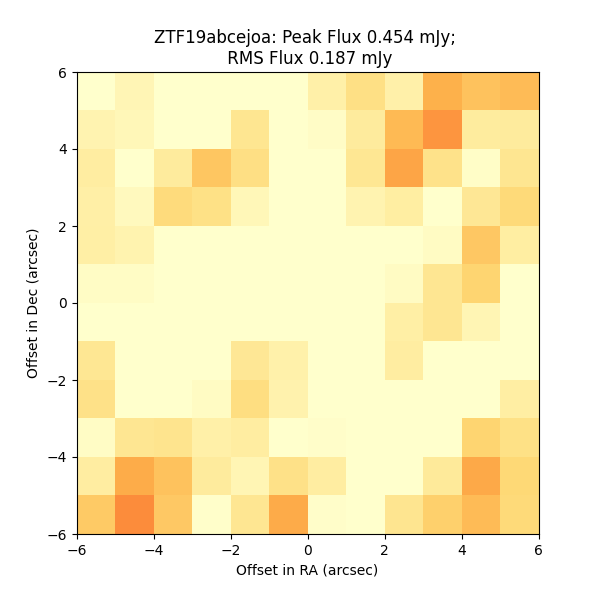 ZTF19abcejoa: Peak Flux 0.454 mJy;
RMS Flux 0.187 mJy
6
4
2
0
−2
−4
−6
Offset in Dec (arcsec)
−6 −4 −2 0 2 4 6
Offset in RA (arcsec)